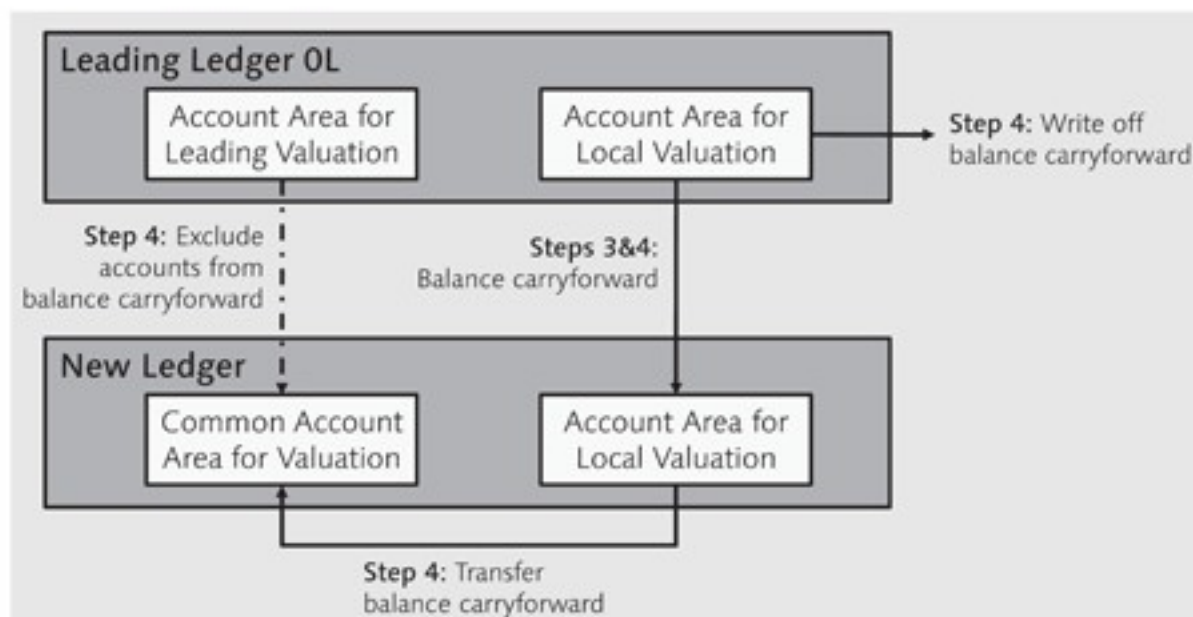 Leading Ledger 0L
Account Area for
Leading Valuation
Account Area for
Local Valuation
Step 4: Write off
balance carryforward
Step 4: Exclude
accounts from
balance carryforward
Steps 3&4:
Balance carryforward
New Ledger
Common Account
Area for Valuation
Account Area for
Local Valuation
Step 4: Transfer
balance carryforward